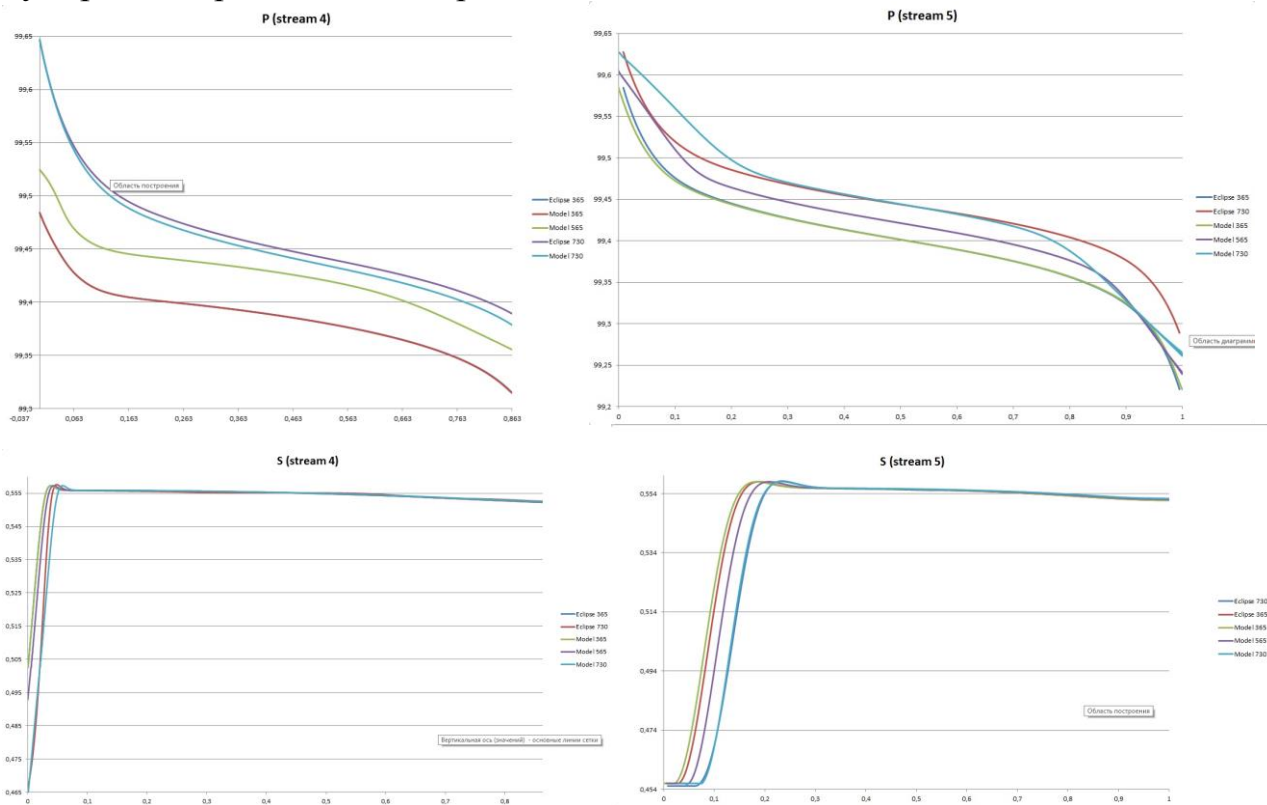 P (stream 4)
99,65
99,6
99,55
99,5
99,45
99,4
99,35
99,3
-0,037 0,063 0,163 0,263 0,363 0,463 0,563 0,663 0,763 0,863
Область построения
Eclipse 365
Model 365
Model 565
Eclipse 730
Model 730
P (stream 5)
99,65
99,6
99,55
99,5
99,45
99,4
99,35
99,3
99,25
99,2
0 0,1 0,2 0,3 0,4 0,5 0,6 0,7 0,8 0,9 1
Eclipse 365
Eclipse 730
Model 365
Model 565
Model 730
Область диаграммы
S (stream 4)
0,555
0,545
0,535
0,525
0,515
0,505
0,495
0,485
0,475
0,465
0 0,1 0,2 0,3 0,4 0,5 0,6 0,7 0,8
Eclipse 365
Eclipse 730
Model 365
Model 565
Model 730
Вертикальная ось (значений) - основные линии сетки
S (stream 5)
0,554
0,534
0,514
0,494
0,474
0,454
0 0,1 0,2 0,3 0,4 0,5 0,6 0,7 0,8 0,9 1
Eclipse 730
Eclipse 365
Model 365
Model 565
Model 730
Область построения